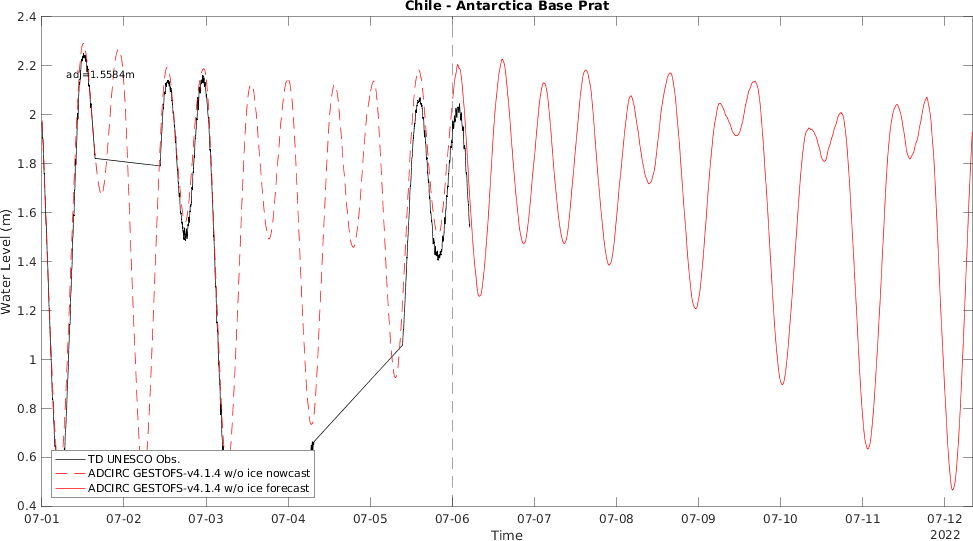 Chile - Antarctica Base Prat
2.4
2.2
2
1.8
1.6
1.4
1.2
1
0.8
0.6
0.4
Water Level (m)
adj=1.5584m
TD UNESCO Obs.
ADCIRC GESTOFS-v4.1.4 w/o ice nowcast
ADCIRC GESTOFS-v4.1.4 w/o ice forecast
07-01 07-02 07-03 07-04 07-05 07-06 07-07 07-08 07-09 07-10 07-11 07-12
2022
Time